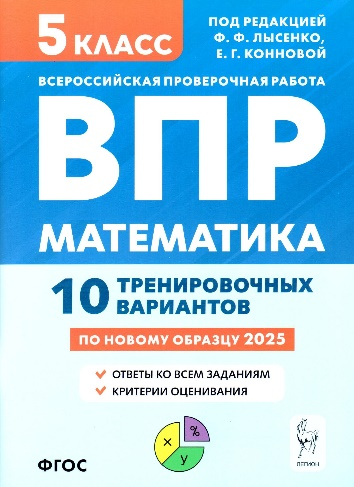 5 КЛАСС
ПОД РЕДАКЦИЕЙ
Ф. Ф. ЛЫСЕНКО,
Е. Г. КОННОВОЙ
ВСЕРОССИЙСКАЯ ПРОВЕРОЧНАЯ РАБОТА
ВПР
МАТЕМАТИКА
10 ТРЕНИРОВОЧНЫХ
ВАРИАНТОВ
ПО НОВОМУ ОБРАЗЦУ 2025
ОТВЕТЫ КО ВСЕМ ЗАДАНИЯМ
КРИТЕРИИ ОЦЕНИВАНИЯ
x %
y
ФГОС
ЛЕГИОН